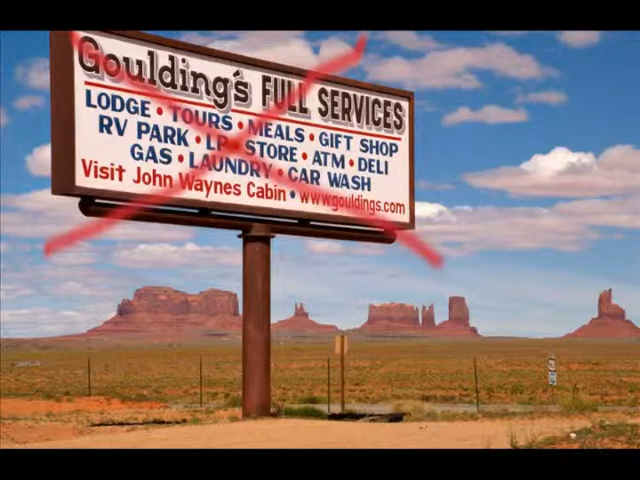 Goulding's FULL SERVICES
LODGE • TOURS • MEALS • GIFT SHOP
RV PARK • LP • STORE • ATM • DELI
GAS • LAUNDRY • CAR WASH
Visit John Waynes Cabin • www.gouldings.com